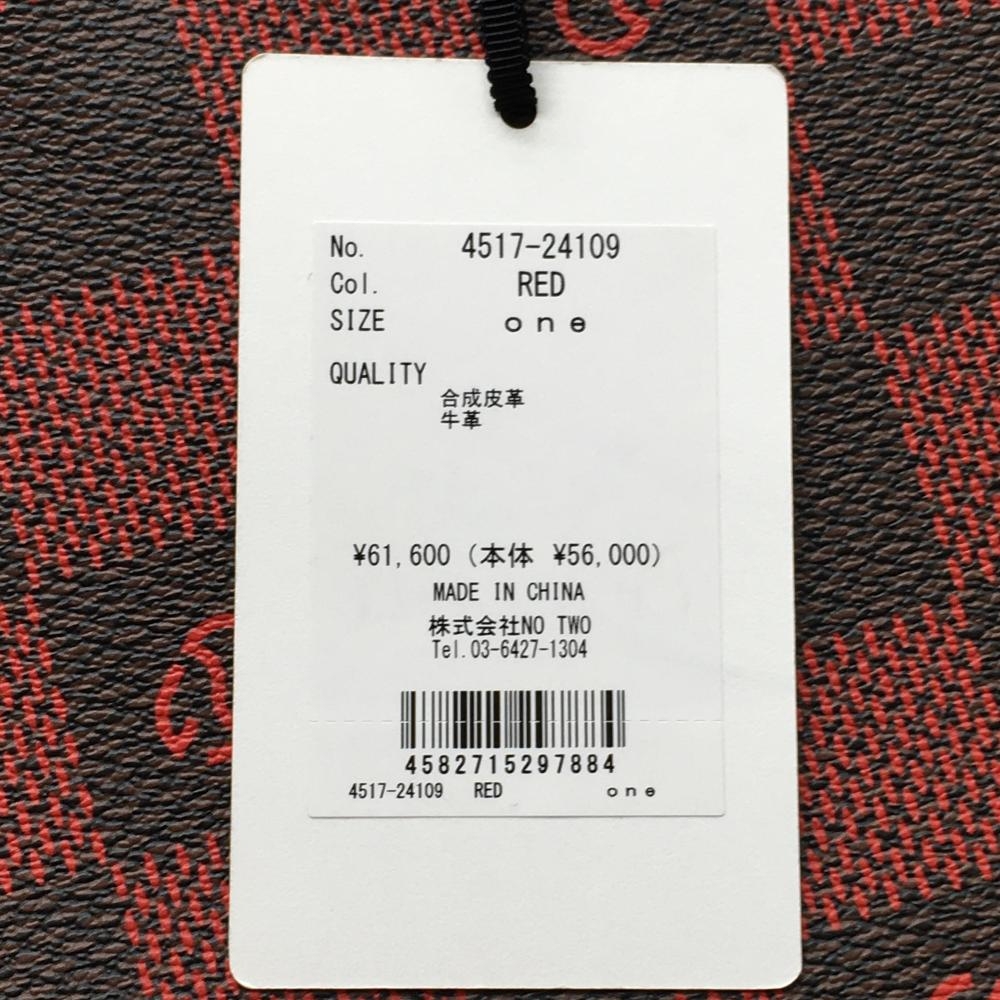 No. 4517-24109
Col. RED
SIZE one
QUALITY
合成皮革
牛革
¥61,600 (本体 ¥56,000)
MADE IN CHINA
株式会社NO TWO
Tel.03-6427-1304
4582715297884
4517-24109 RED one